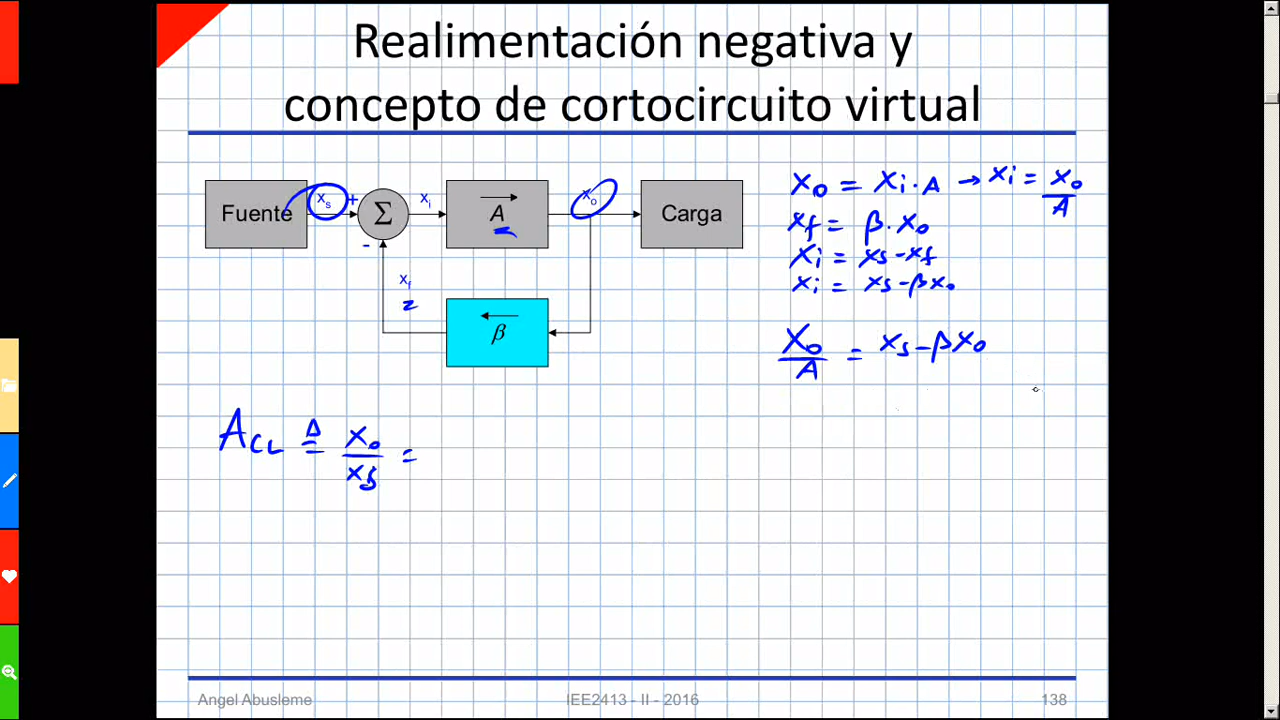 Realimentación negativa y
concepto de cortocircuito virtual
Fuente
xs
+
Σ
-
xi
A
xo
Carga
xf
β
xo = xi · A → xi = xo/A
xf = β · xo
xi = xs - xf
xi = xs - βxo
xo/A = xs - βxo
ACL ≜ xo/xs =
Angel Abusleme
IEE2413 - II - 2016
138